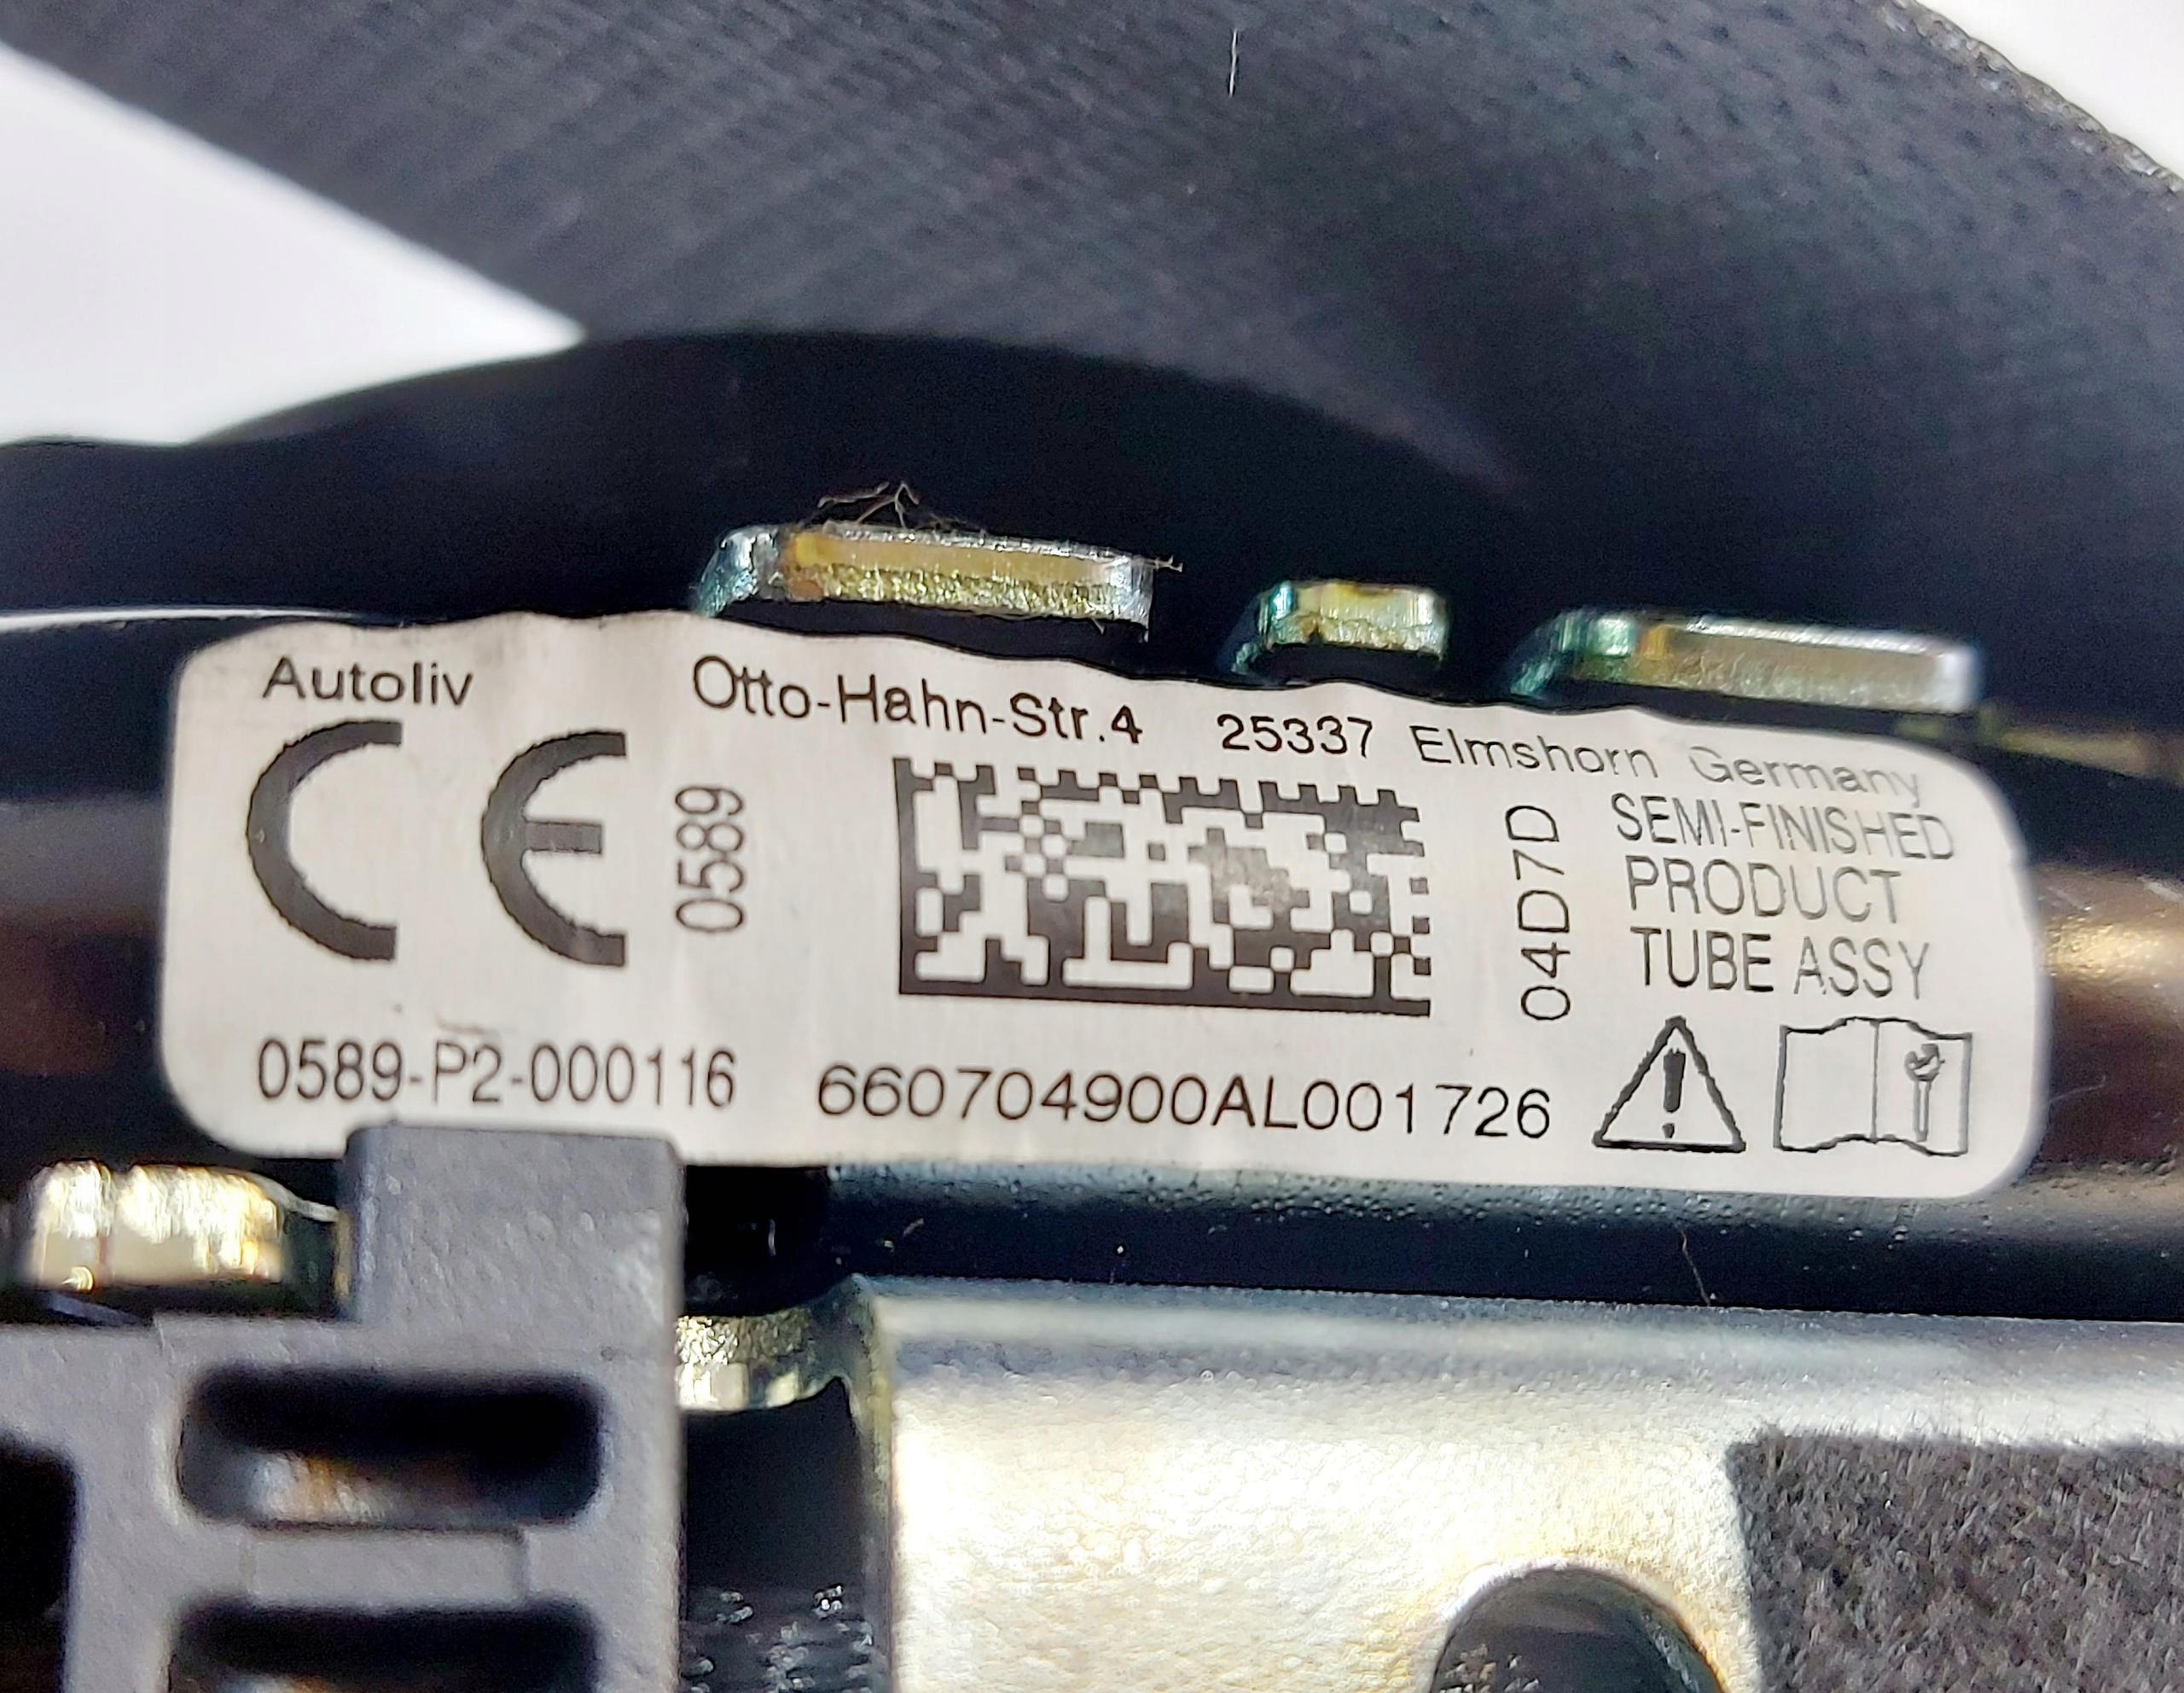 Autoliv Otto-Hahn-Str.4 25337 Elmshorn Germany
CE 0589
04D7D
SEMI-FINISHED
PRODUCT
TUBE ASSY
0589-P2-000116
660704900AL001726